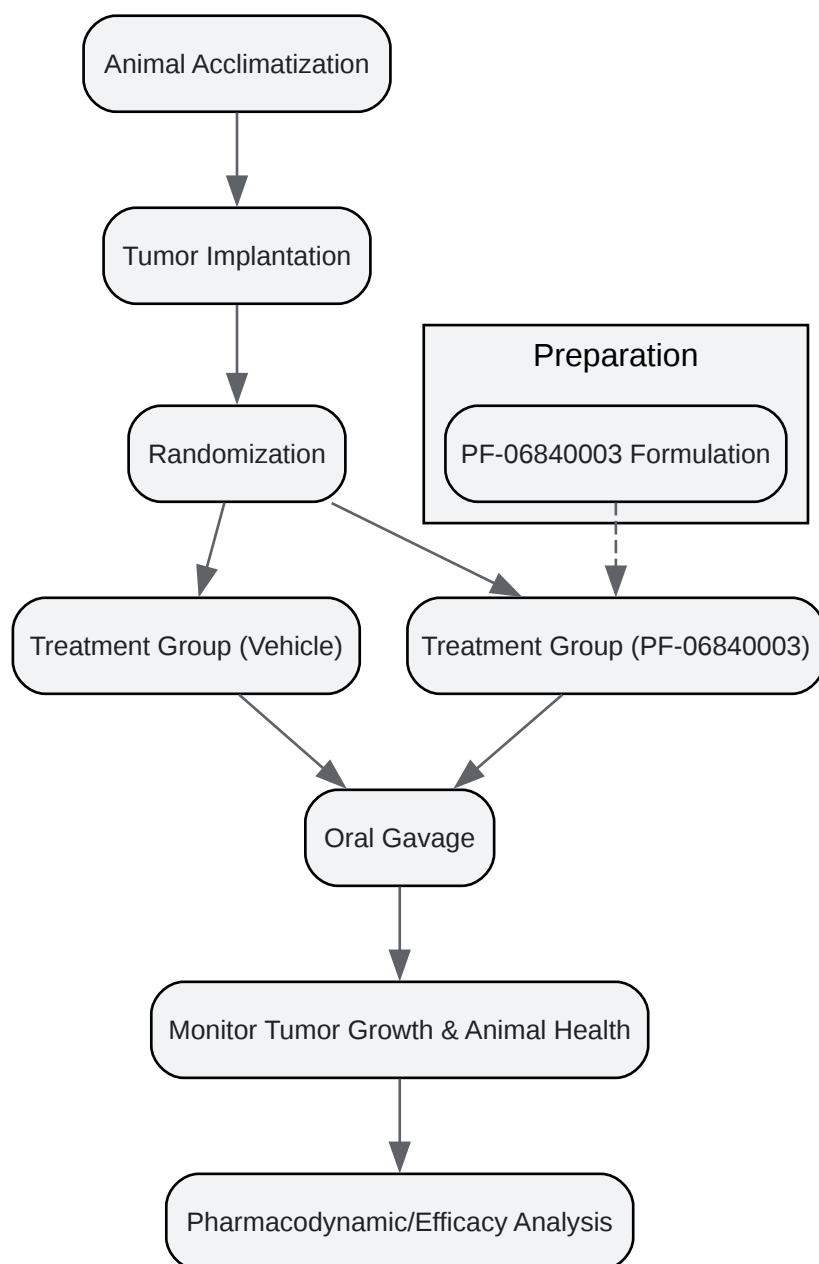 Animal Acclimatization
Tumor Implantation
Preparation
Randomization
PF-06840003 Formulation
Treatment Group (Vehicle)
Treatment Group (PF-06840003)
Oral Gavage
Monitor Tumor Growth & Animal Health
Pharmacodynamic/Efficacy Analysis